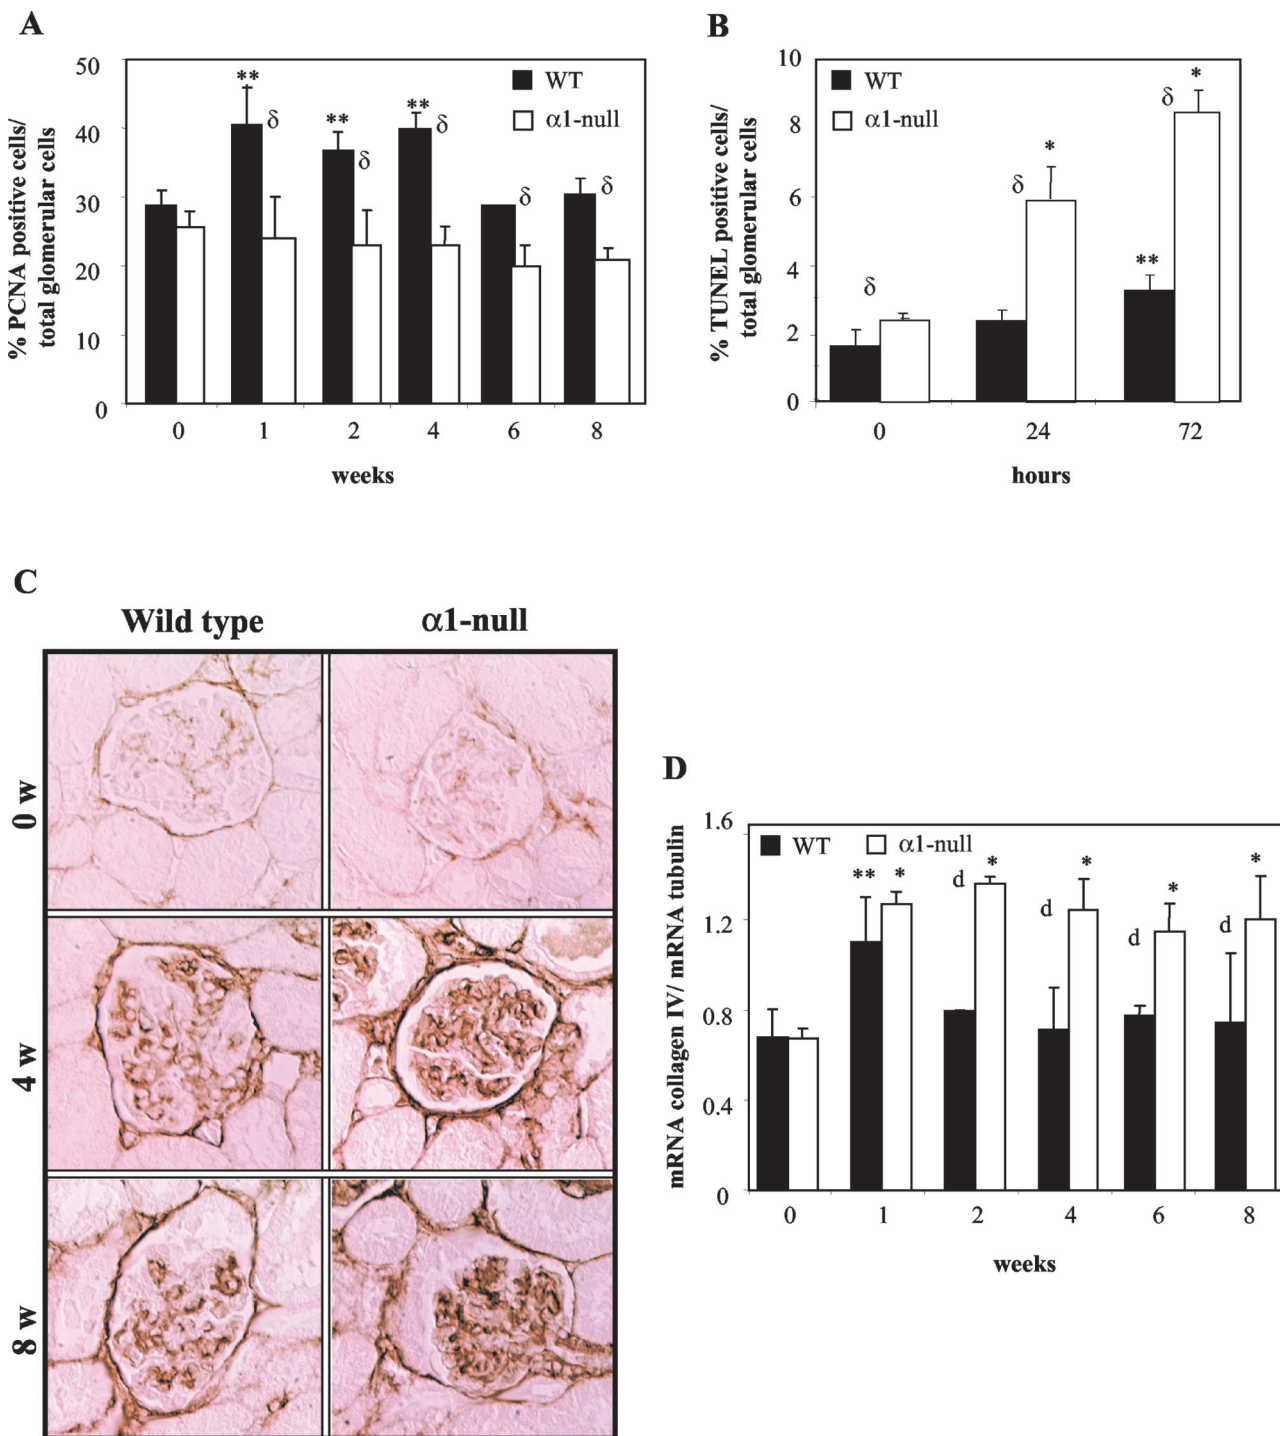 A
% PCNA positive cells/
total glomerular cells
50
40
30
20
10
0
WT
α1-null
**
δ
**
δ
**
δ
δ
δ
0 1 2 4 6 8
weeks
B
% TUNEL positive cells/
total glomerular cells
10
8
6
4
2
0
WT
α1-null
δ
δ
*
**
δ
*
0 24 72
hours
C
Wild type α1-null
0 w
4 w
8 w
D
mRNA collagen IV/ mRNA tubulin
1.6
1.2
0.8
0.4
0
WT α1-null
** *
d *
d *
d *
d *
0 1 2 4 6 8
weeks